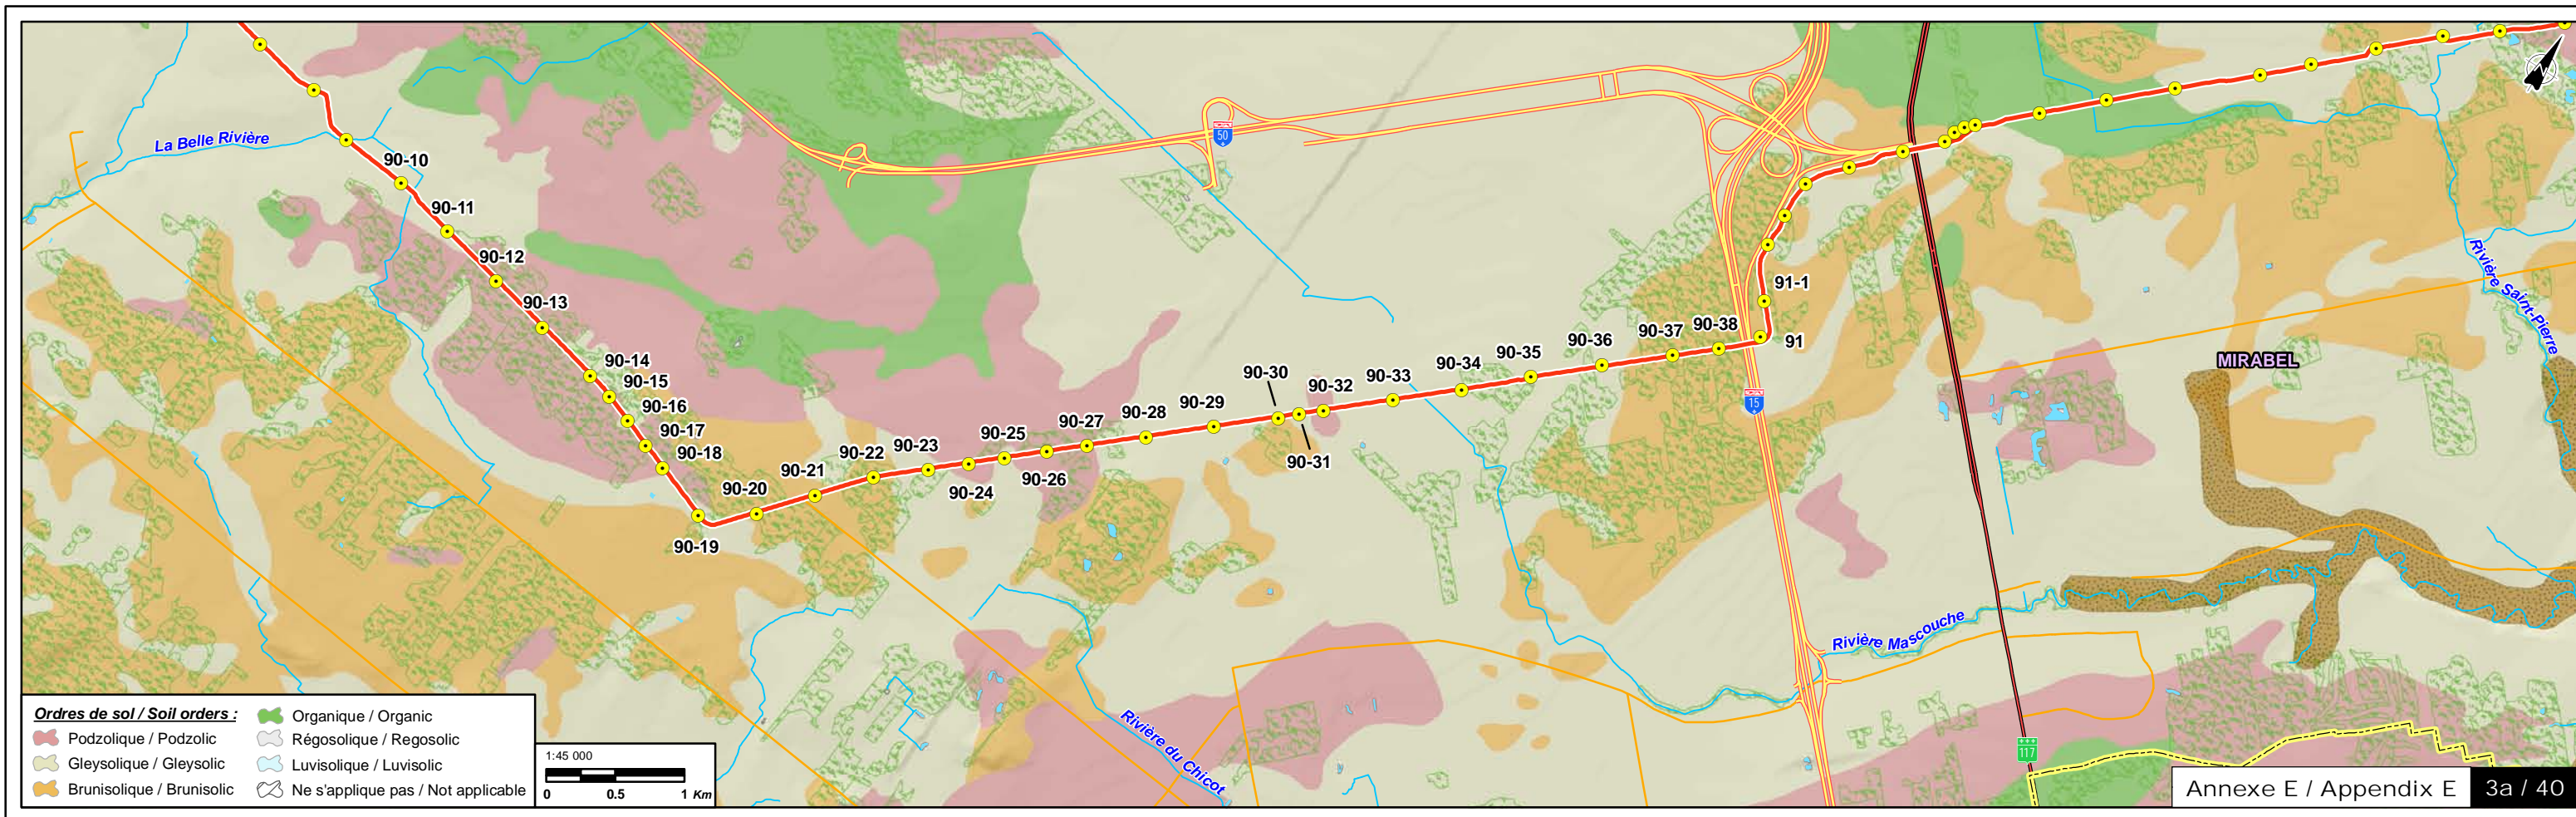 La Belle Rivière
90-10
90-11
90-12
90-13
90-14
90-15
90-16
90-17
90-18
90-19
90-20
90-21
90-22
90-23
90-24
90-25
90-26
90-27
90-28
90-29
90-30
90-31
90-32
90-33
90-34
90-35
90-36
90-37
90-38
91
91-1
50
15
117
N
MIRABEL
Rivière Saint-Pierre
Rivière Mascouche
Rivière du Chicot
Ordres de sol / Soil orders :
Podzolique / Podzolic
Gleysolique / Gleysolic
Brunisolique / Brunisolic
Organique / Organic
Régosolique / Regosolic
Luvisolique / Luvisolic
Ne s'applique pas / Not applicable
1:45 000
0 0.5 1 Km
Annexe E / Appendix E 3a / 40